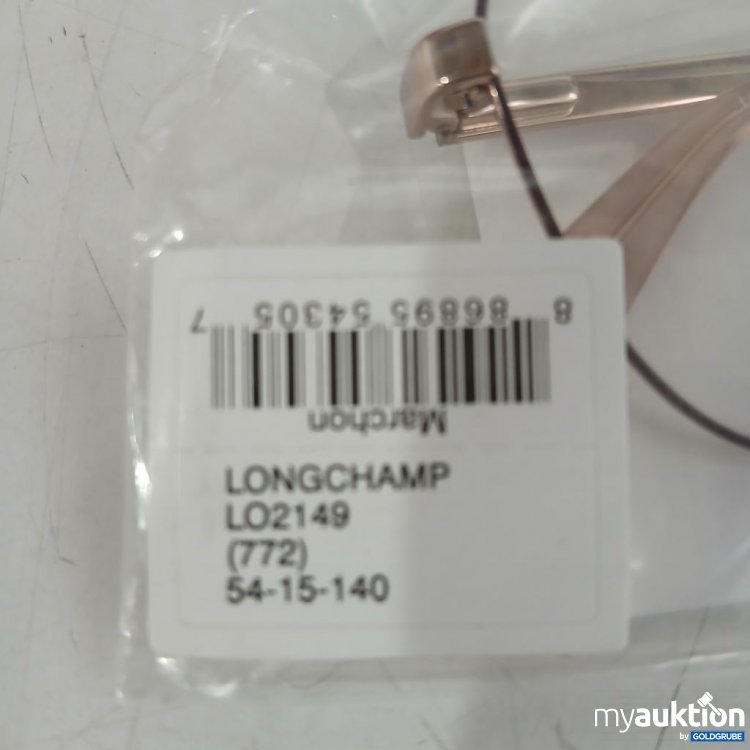 8 86895 54305 7
Marchon
LONGCHAMP
LO2149
(772)
54-15-140
myauktion
by GOLDGRUBE